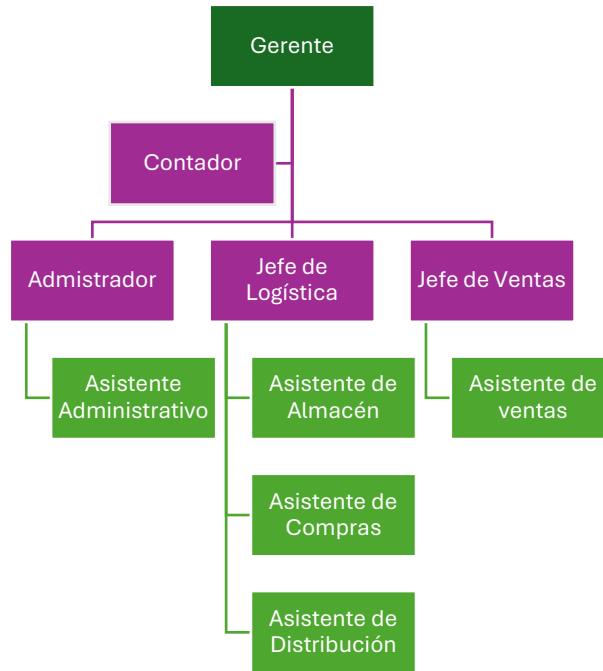 Gerente
Contador
Admistrador
Jefe de
Logística
Jefe de Ventas
Asistente
Administrativo
Asistente de
Almacén
Asistente de
ventas
Asistente de
Compras
Asistente de
Distribución